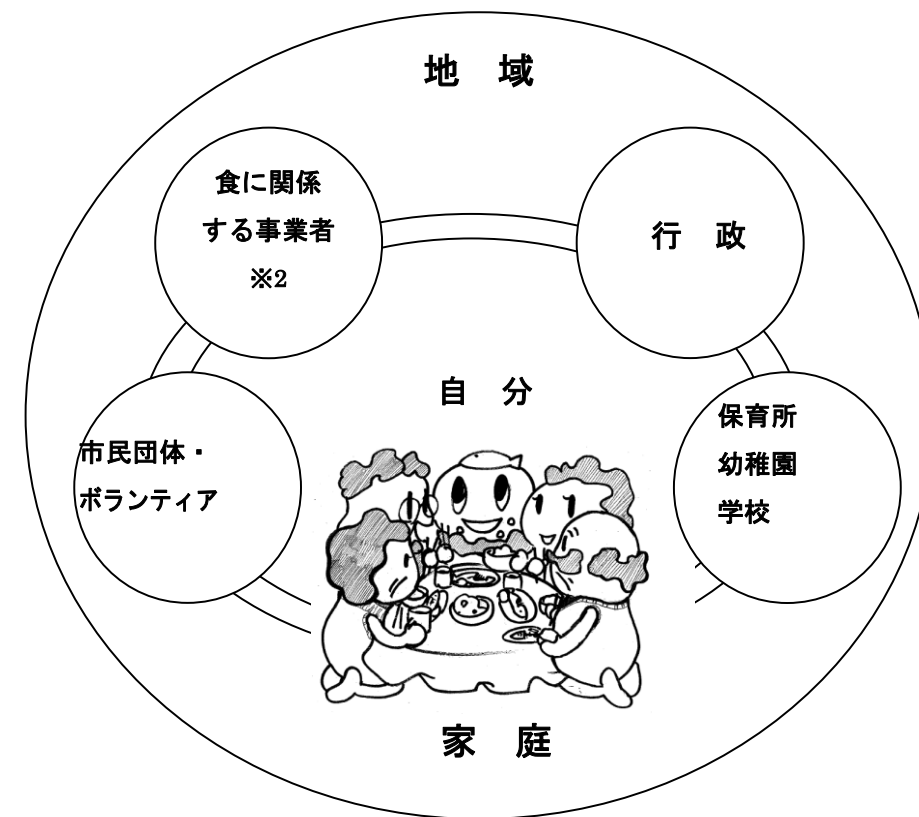 地 域
食に関係
する事業者
※2
行 政
自 分
市民団体・
ボランティア
保育所
幼稚園
学校
家 庭